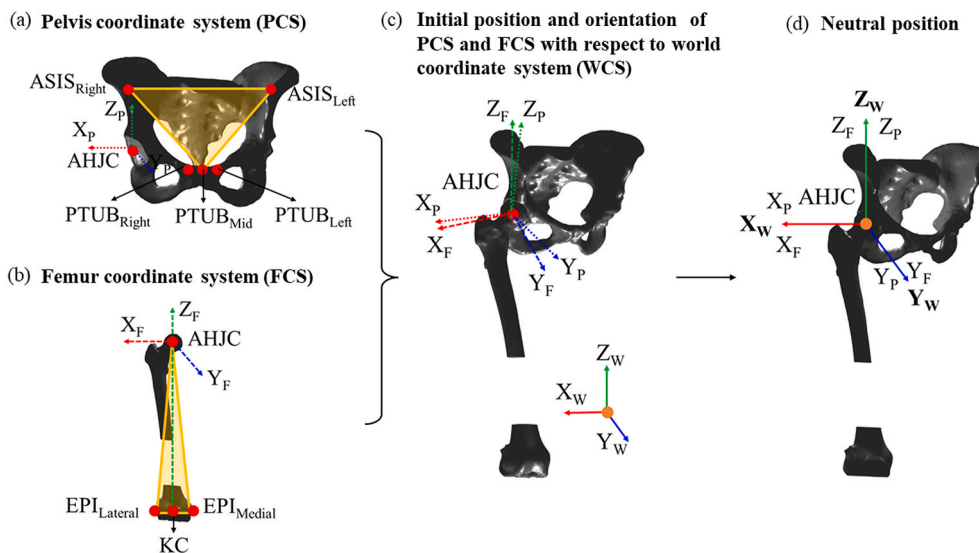 (a) Pelvis coordinate system (PCS)
ASIS_Right
ASIS_Left
Z_P
X_P
AHJC
Y_P
PTUB_Right
PTUB_Mid
PTUB_Left
(b) Femur coordinate system (FCS)
Z_F
X_F
AHJC
Y_F
EPI_Lateral
EPI_Medial
KC
(c) Initial position and orientation of
PCS and FCS with respect to world
coordinate system (WCS)
Z_F Z_P
AHJC
X_P
X_F
Y_P
Y_F
Z_W
X_W
Y_W
(d) Neutral position
Z_W
Z_F Z_P
X_P AHJC
X_W
X_F
Y_P Y_F
Y_W